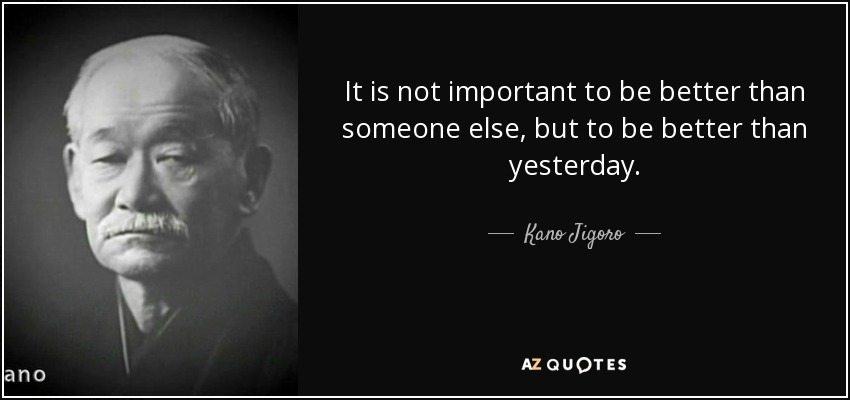 It is not important to be better than
someone else, but to be better than
yesterday.
Kano Jigoro
ano
AZ QUOTES